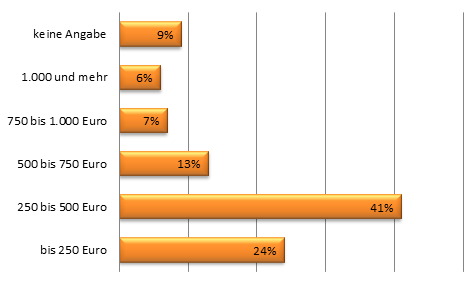 keine Angabe 9%
1.000 und mehr 6%
750 bis 1.000 Euro 7%
500 bis 750 Euro 13%
250 bis 500 Euro 41%
bis 250 Euro 24%